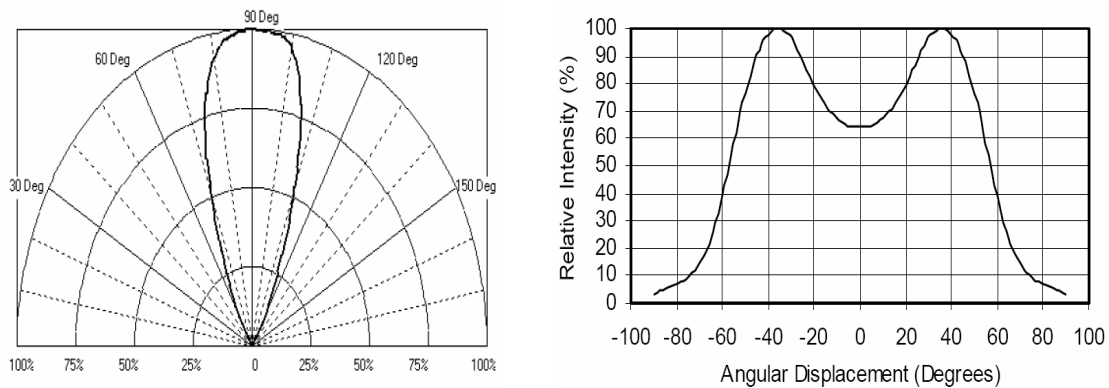 90 Deg
60 Deg
120 Deg
30 Deg
150 Deg
100% 75% 50% 25% 0 25% 50% 75% 100%
Relative Intensity (%)
100
90
80
70
60
50
40
30
20
10
0
-100 -80 -60 -40 -20 0 20 40 60 80 100
Angular Displacement (Degrees)